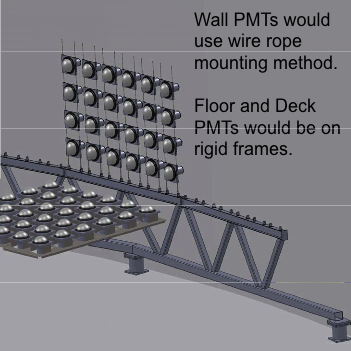 Wall PMTs would
use wire rope
mounting method.
Floor and Deck
PMTs would be on
rigid frames.